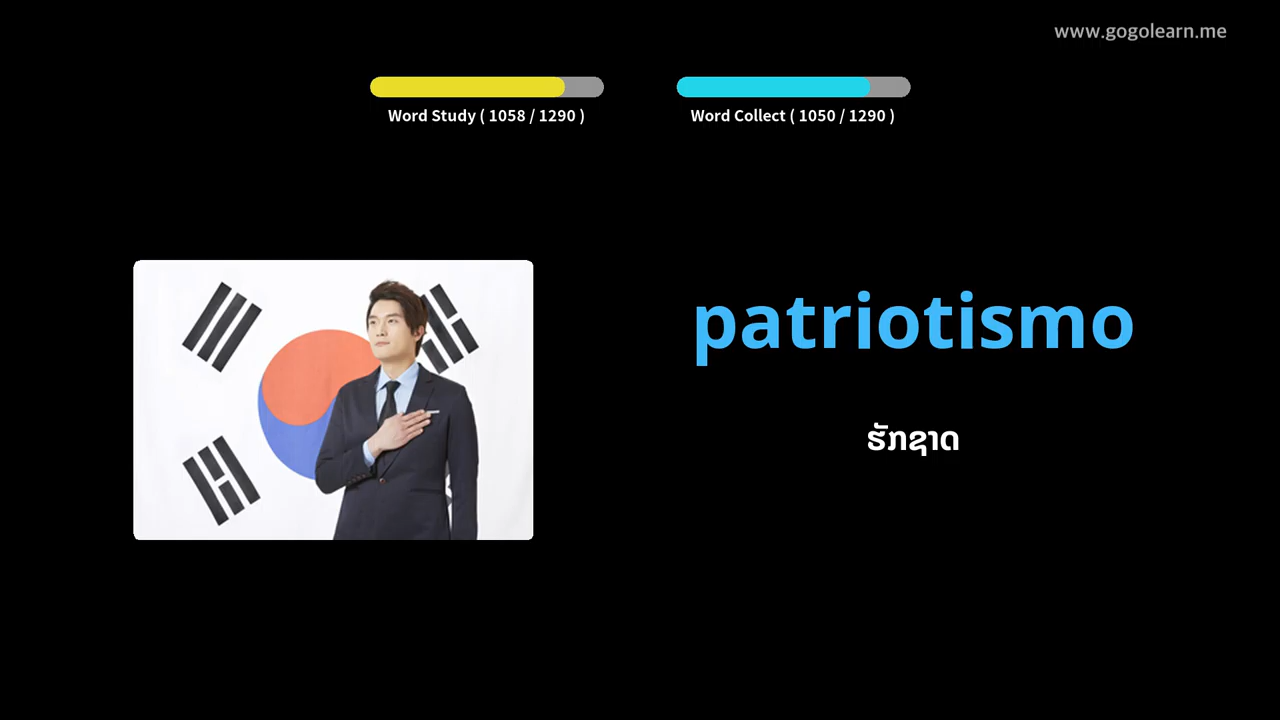 www.gogolearn.me
Word Study ( 1058 / 1290 )
Word Collect ( 1050 / 1290 )
patriotismo
ຮັກຊາດ